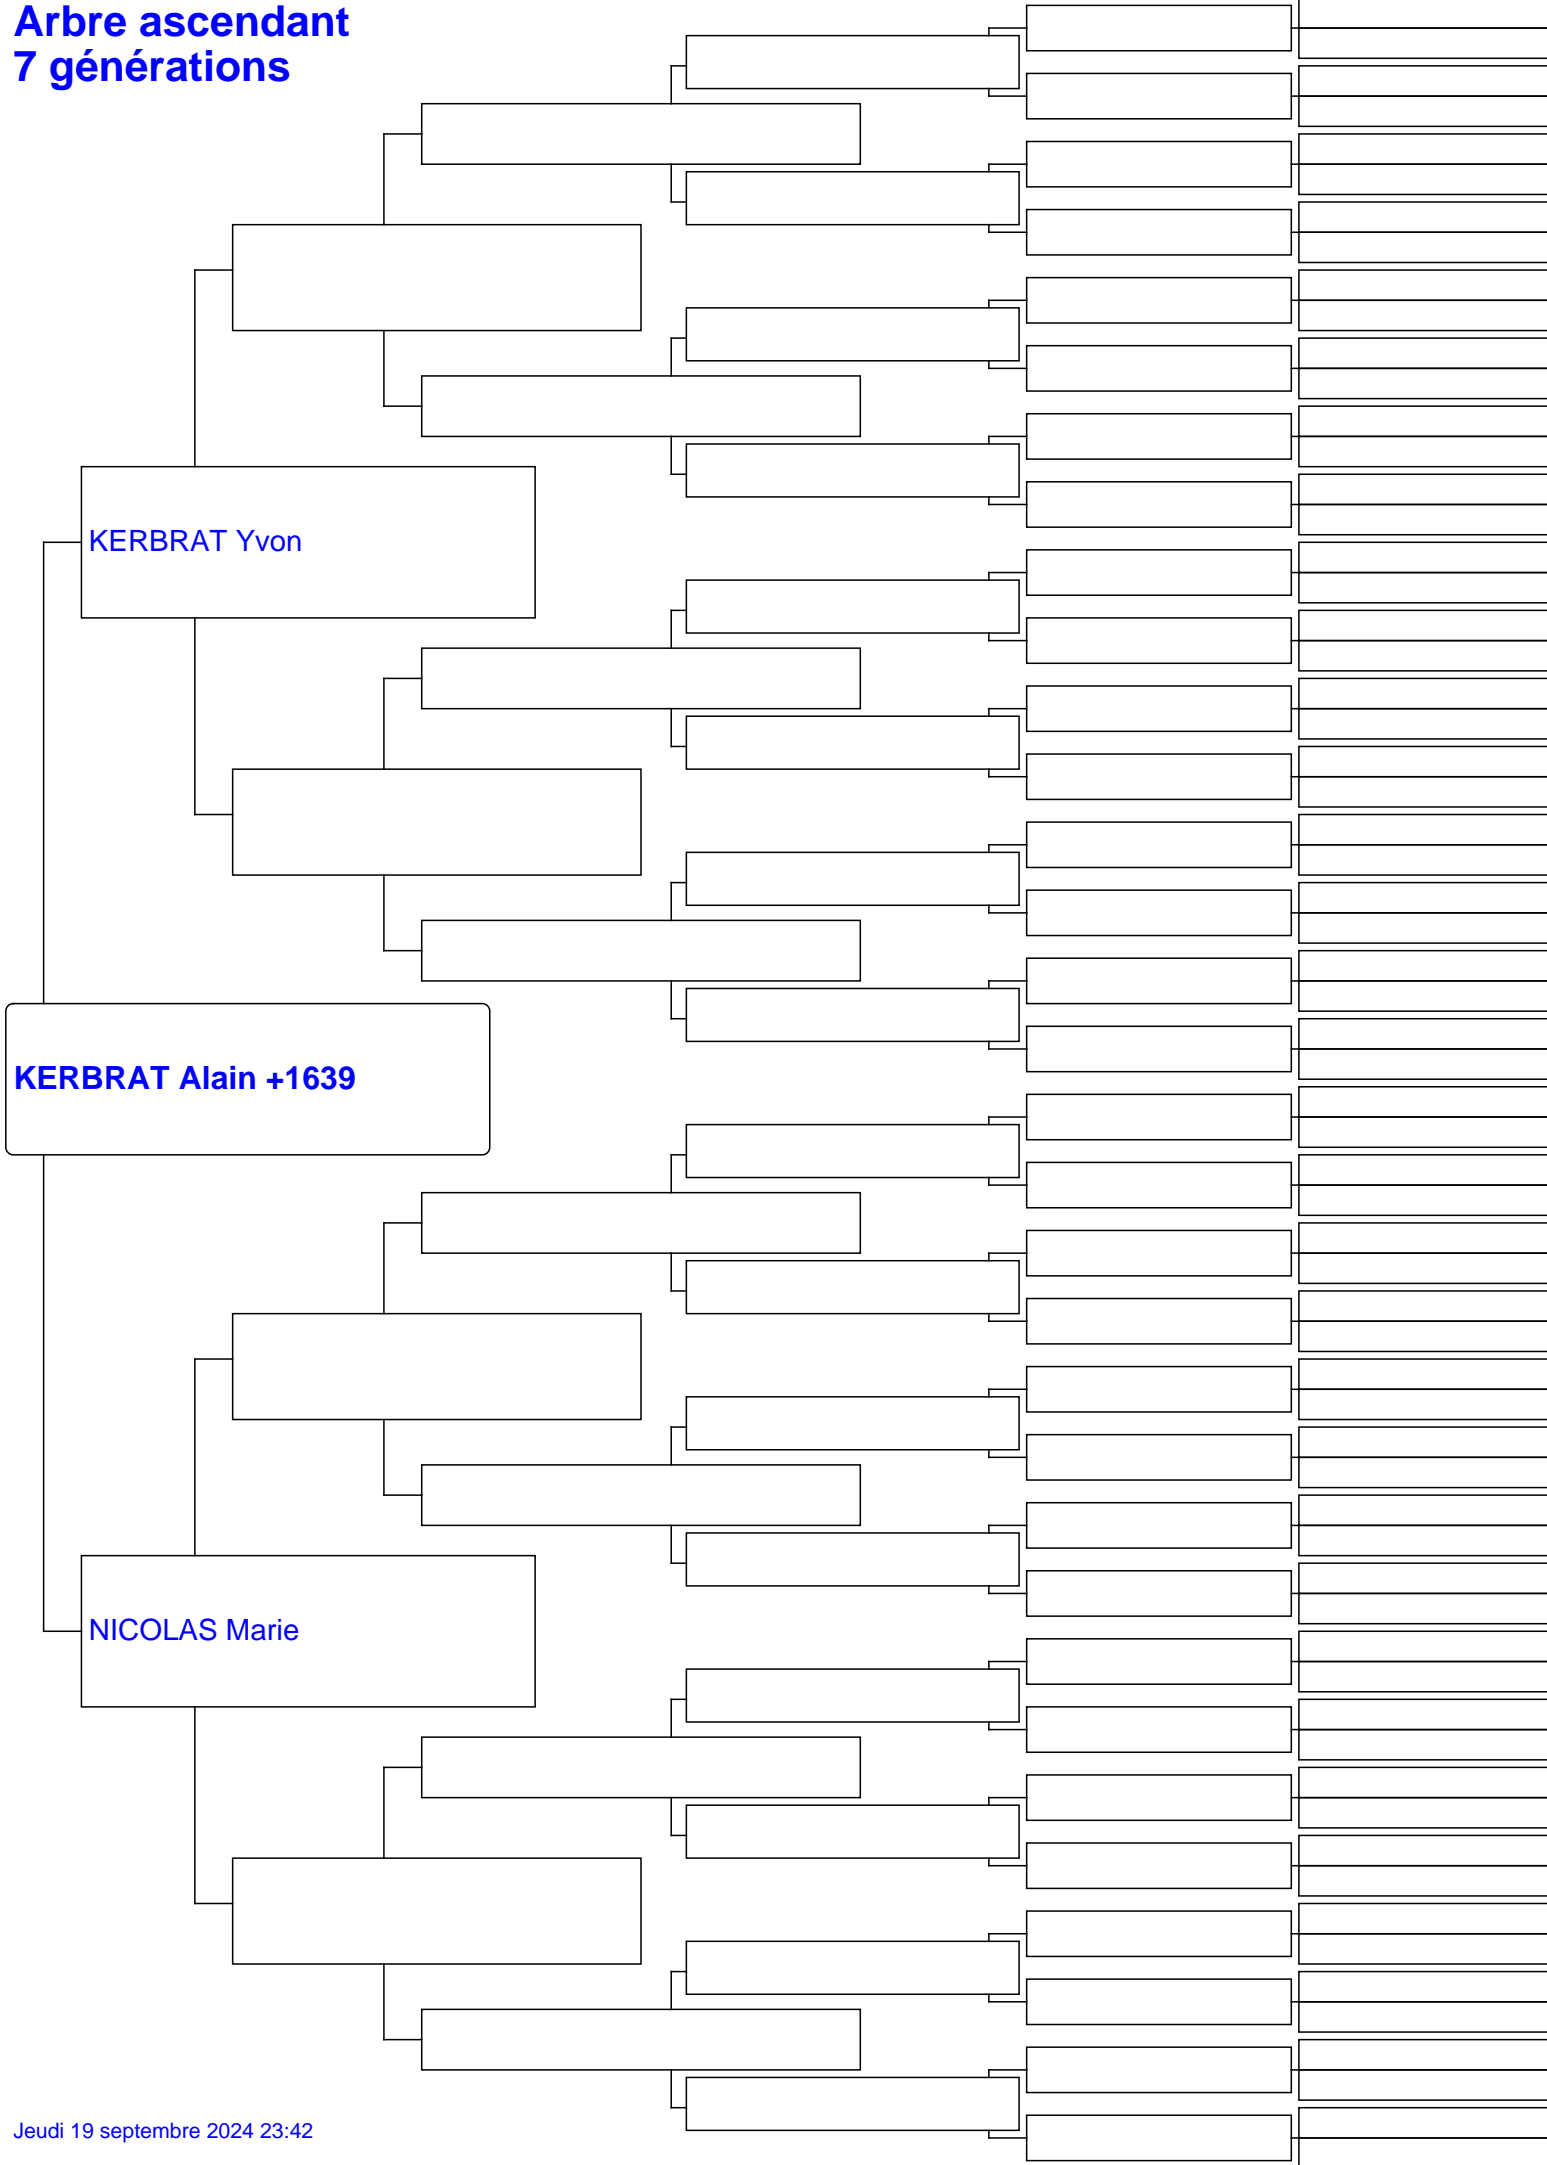 Arbre ascendant
7 générations
KERBRAT Yvon
KERBRAT Alain +1639
NICOLAS Marie
Jeudi 19 septembre 2024 23:42